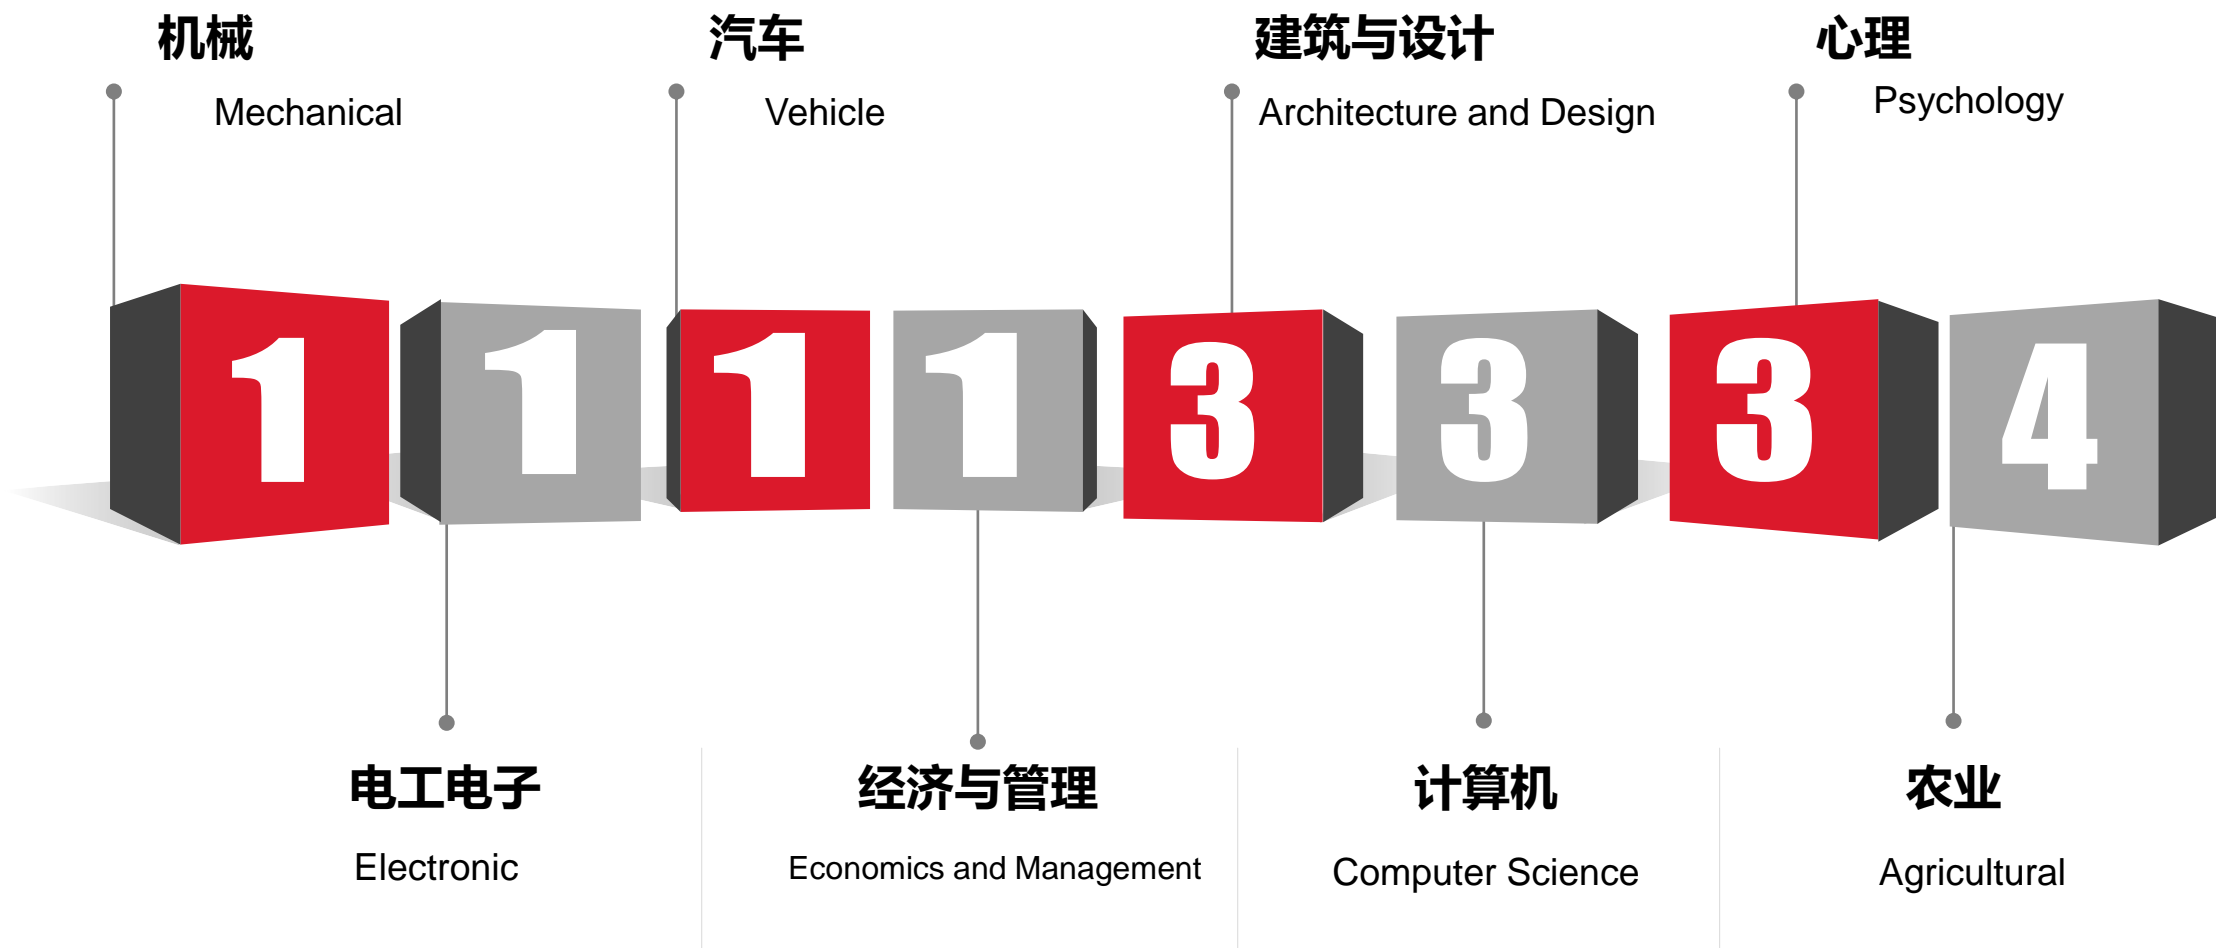 机械
Mechanical
汽车
Vehicle
建筑与设计
Architecture and Design
心理
Psychology
1
1
1
1
3
3
3
4
电工电子
Electronic
经济与管理
Economics and Management
计算机
Computer Science
农业
Agricultural